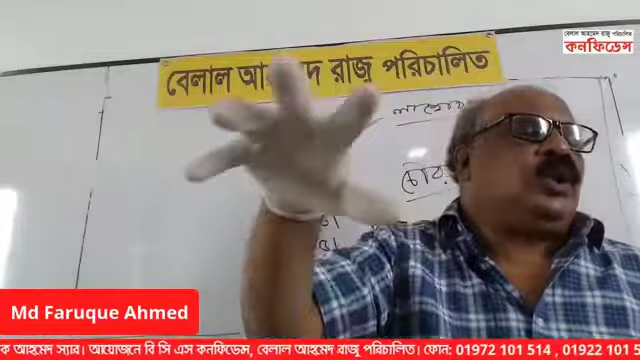 বেলাল আহমেদ রাজু পরিচালিত
কনফিডেন্স
বেলাল আহমেদ রাজু পরিচালিত
Md Faruque Ahmed
ক আহমেদ স্যার। আয়োজনে বি সি এস কনফিডেন্স, বেলাল আহমেদ রাজু পরিচালিত। ফোন: 01972 101 514 , 01922 101 5